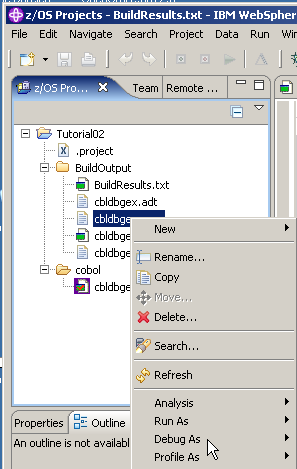 z/OS Projects - BuildResults.txt - IBM WebSpher
File Edit Navigate Search Project Data Run Win
z/OS Pro... Team Remote ...
Tutorial02
.project
BuildOutput
BuildResults.txt
cbldbgex.adt
cbldbgex
cbldbge
cbldbge
cobol
cbldbge
New
Rename...
Copy
Move...
Delete...
Search...
Refresh
Analysis
Run As
Debug As
Profile As
Properties Outline
An outline is not availabl